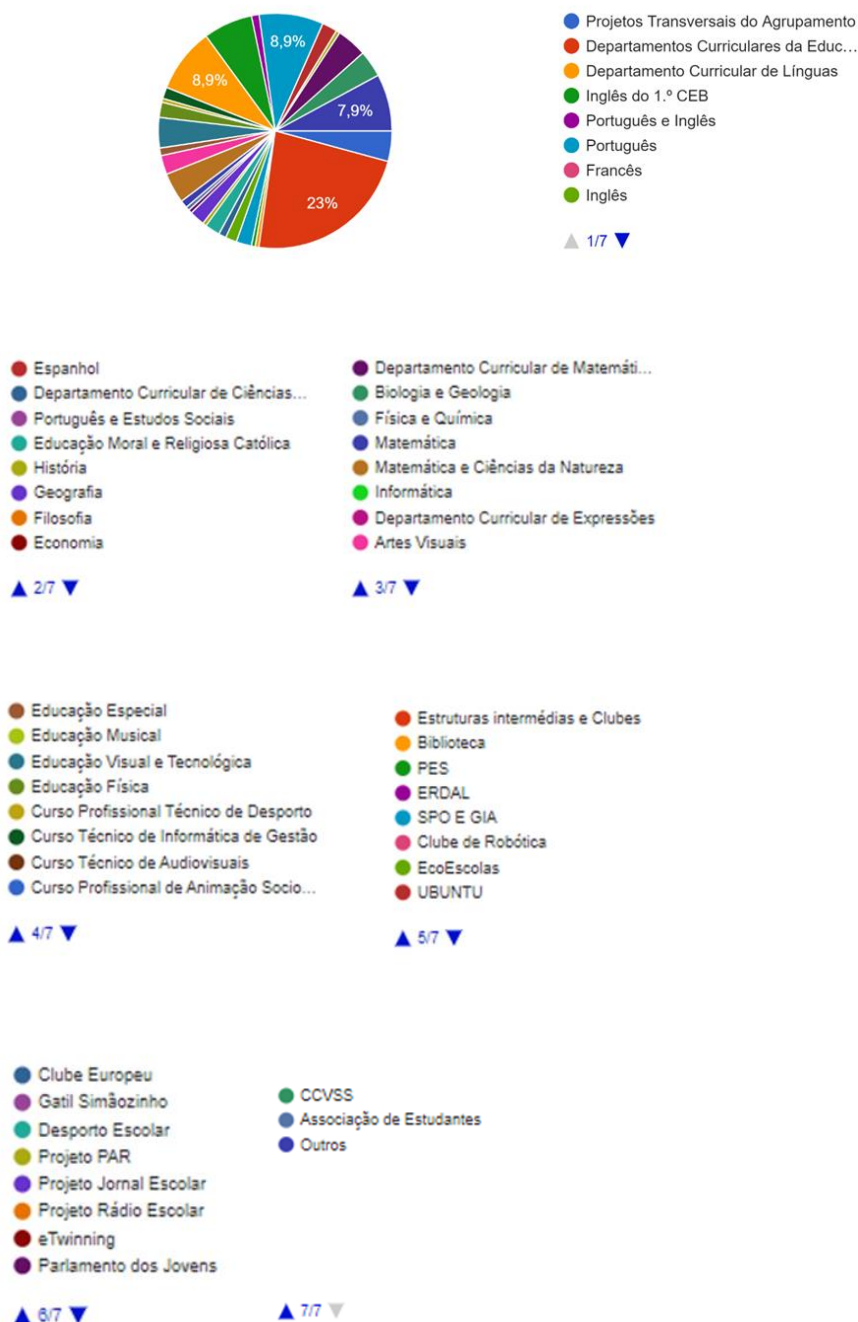 8,9%
8,9%
7,9%
23%
Projetos Transversais do Agrupamento
Departamentos Curriculares da Educ...
Departamento Curricular de Línguas
Inglês do 1.º CEB
Português e Inglês
Português
Francês
Inglês
1/7
Espanhol
Departamento Curricular de Ciências...
Português e Estudos Sociais
Educação Moral e Religiosa Católica
História
Geografia
Filosofia
Economia
2/7
Departamento Curricular de Matemáti...
Biologia e Geologia
Física e Química
Matemática
Matemática e Ciências da Natureza
Informática
Departamento Curricular de Expressões
Artes Visuais
3/7
Educação Especial
Educação Musical
Educação Visual e Tecnológica
Educação Física
Curso Profissional Técnico de Desporto
Curso Técnico de Informática de Gestão
Curso Técnico de Audiovisuais
Curso Profissional de Animação Socio...
4/7
Estruturas intermédias e Clubes
Biblioteca
PES
ERDAL
SPO E GIA
Clube de Robótica
EcoEscolas
UBUNTU
5/7
Clube Europeu
Gatil Simãozinho
Desporto Escolar
Projeto PAR
Projeto Jornal Escolar
Projeto Rádio Escolar
eTwinning
Parlamento dos Jovens
6/7
CCVSS
Associação de Estudantes
Outros
7/7